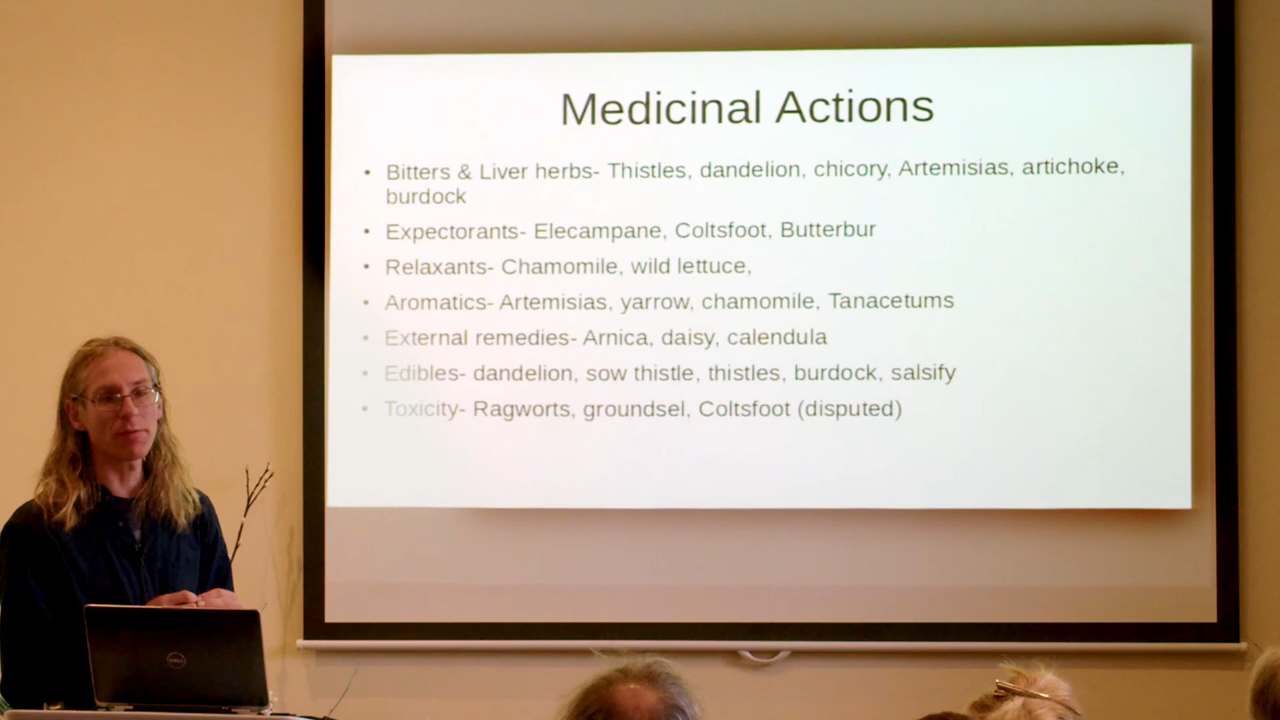 Medicinal Actions
• Bitters & Liver herbs- Thistles, dandelion, chicory, Artemisias, artichoke,
burdock
• Expectorants- Elecampane, Coltsfoot, Butterbur
• Relaxants- Chamomile, wild lettuce,
• Aromatics- Artemisias, yarrow, chamomile, Tanacetums
• External remedies- Arnica, daisy, calendula
• Edibles- dandelion, sow thistle, thistles, burdock, salsify
• Toxicity- Ragworts, groundsel, Coltsfoot (disputed)
DELL